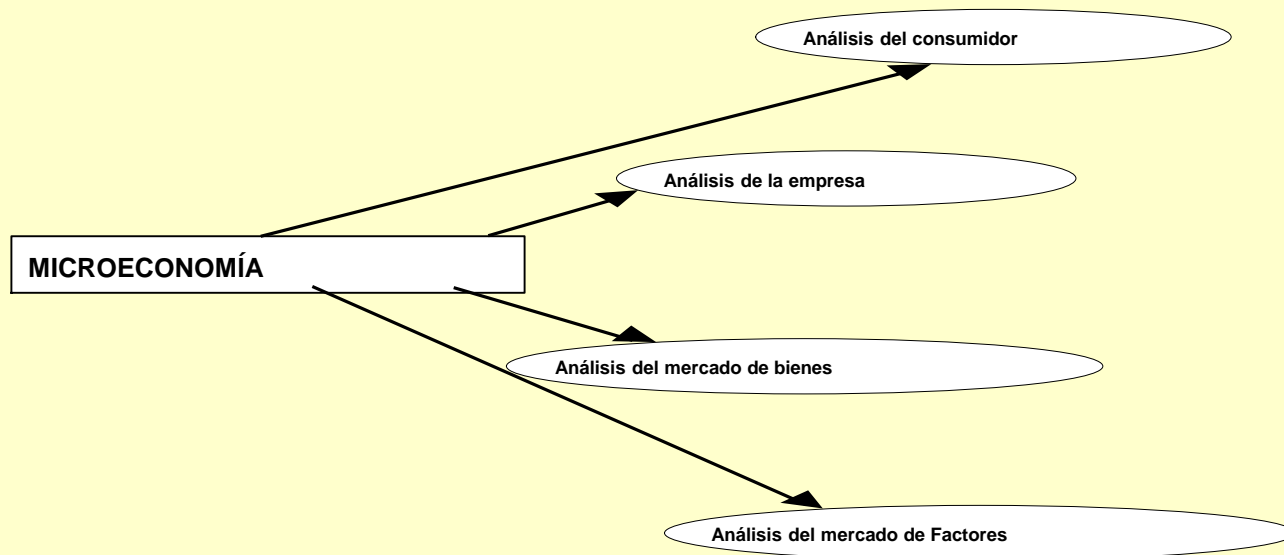 Análisis del consumidor
Análisis de la empresa
MICROECONOMÍA
Análisis del mercado de bienes
Análisis del mercado de Factores